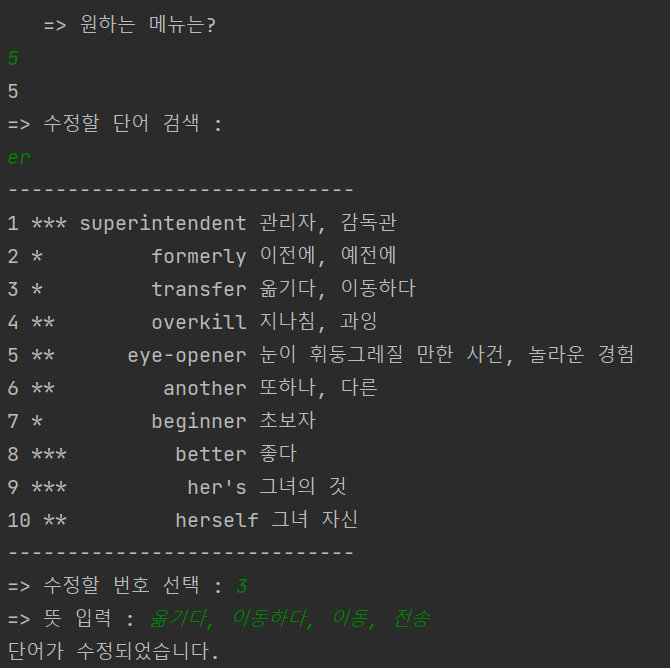 => 원하는 메뉴는?
5
5
=> 수정할 단어 검색 :
er
-----------------------------
1 *** superintendent 관리자, 감독관
2 *         formerly 이전에, 예전에
3 *         transfer 옮기다, 이동하다
4 **        overkill 지나침, 과잉
5 **      eye-opener 눈이 휘둥그레질 만한 사건, 놀라운 경험
6 **         another 또하나, 다른
7 *         beginner 초보자
8 ***         better 좋다
9 ***          her's 그녀의 것
10 **         herself 그녀 자신
-----------------------------
=> 수정할 번호 선택 : 3
=> 뜻 입력 : 옮기다, 이동하다, 이동, 전송
단어가 수정되었습니다.